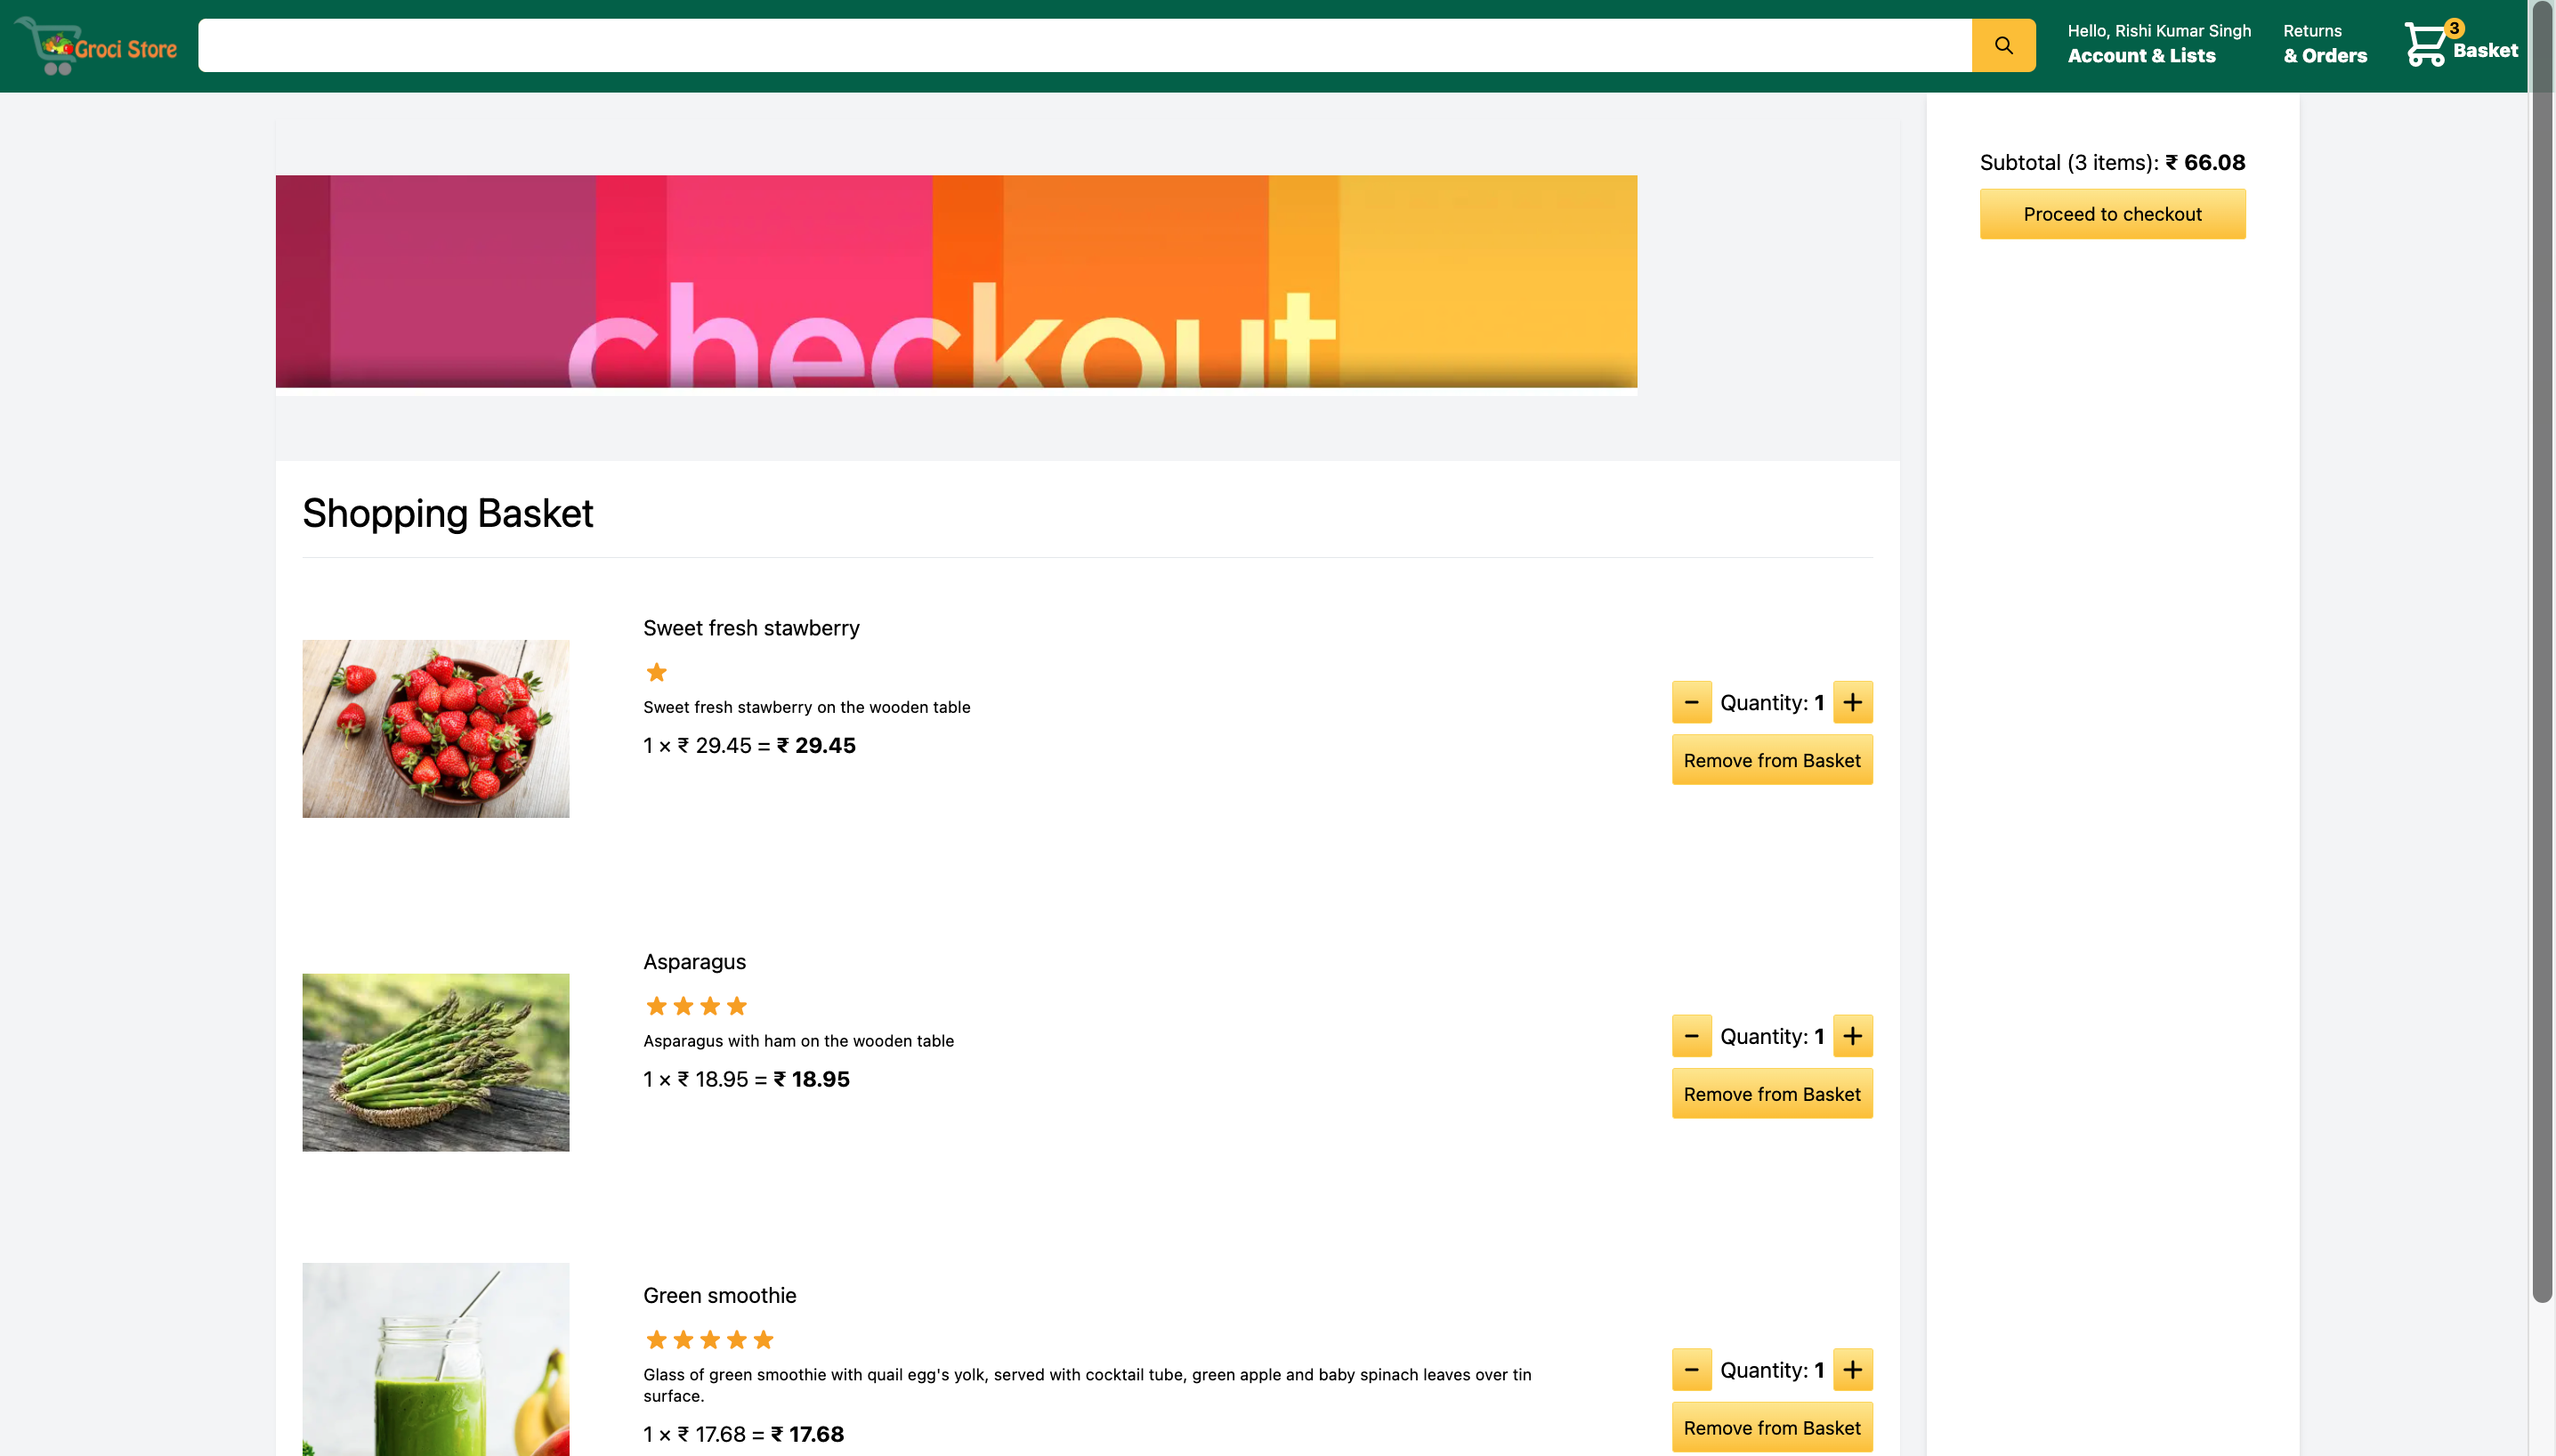 Groci Store
Hello, Rishi Kumar Singh
Account & Lists
Returns
& Orders
3
Basket
Subtotal (3 items): ₹ 66.08
Proceed to checkout
checkout
Shopping Basket
Sweet fresh stawberry
Sweet fresh stawberry on the wooden table
1 × ₹ 29.45 = ₹ 29.45
Quantity: 1
Remove from Basket
Asparagus
Asparagus with ham on the wooden table
1 × ₹ 18.95 = ₹ 18.95
Quantity: 1
Remove from Basket
Green smoothie
Glass of green smoothie with quail egg's yolk, served with cocktail tube, green apple and baby spinach leaves over tin
surface.
1 × ₹ 17.68 = ₹ 17.68
Quantity: 1
Remove from Basket